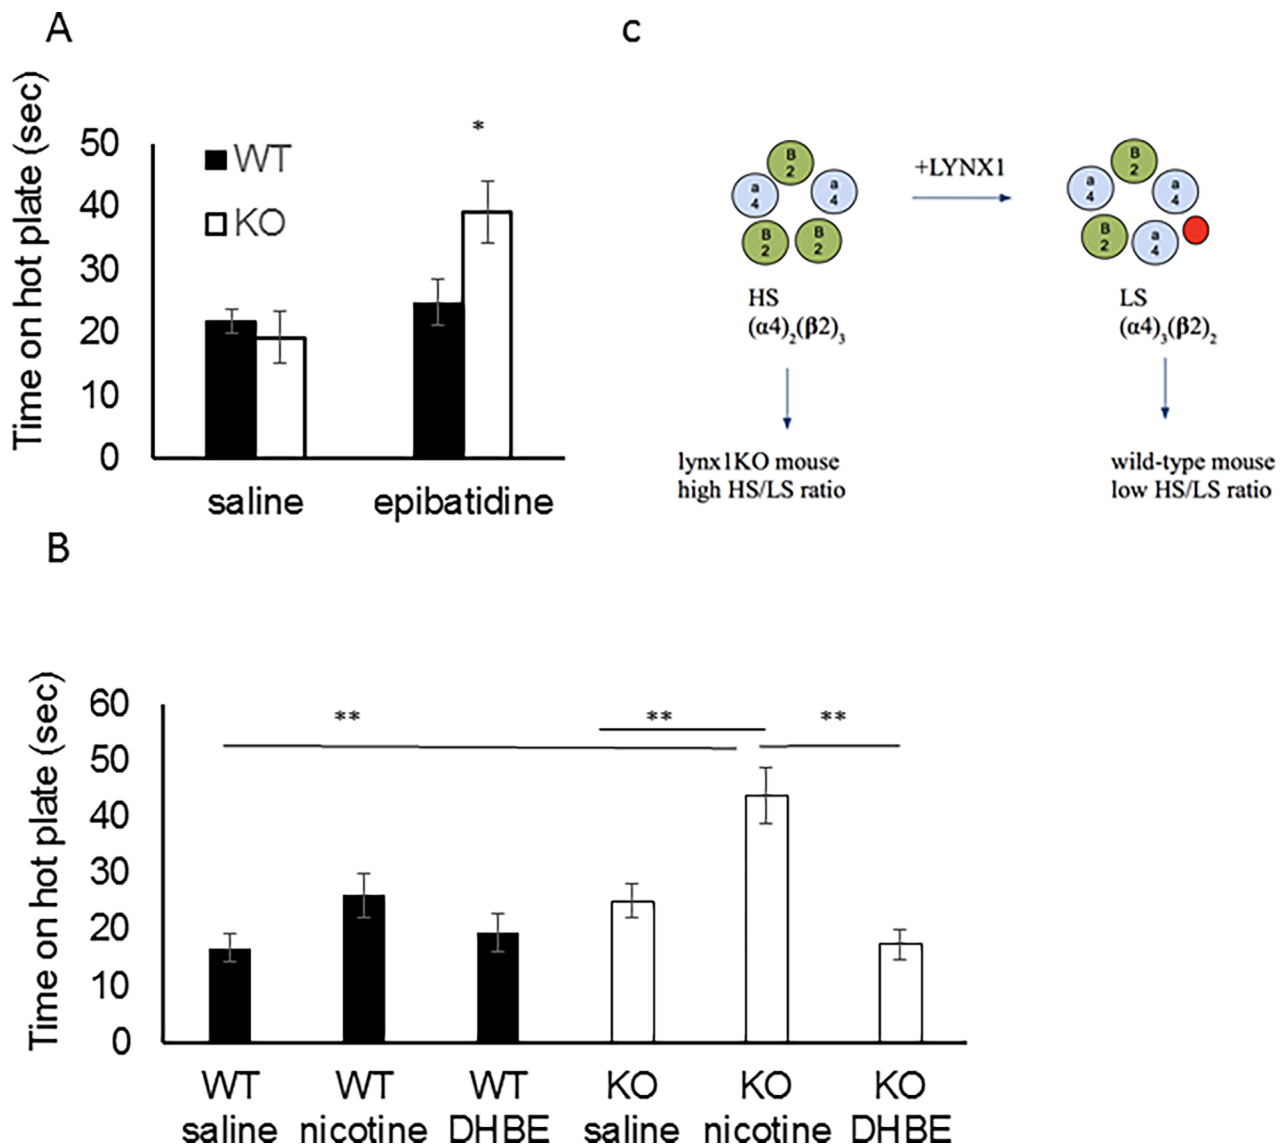 A
Time on hot plate (sec)
50
40
30
20
10
0
WT
KO
*
saline
epibatidine
c
B
2
a
4
a
4
B
2
B
2
+LYNX1
B
2
a
4
a
4
B
2
a
4
HS
(α4)2(β2)3
LS
(α4)3(β2)2
lynx1KO mouse
high HS/LS ratio
wild-type mouse
low HS/LS ratio
B
Time on hot plate (sec)
60
50
40
30
20
10
0
**
**
**
WT
saline
WT
nicotine
WT
DHBE
KO
saline
KO
nicotine
KO
DHBE